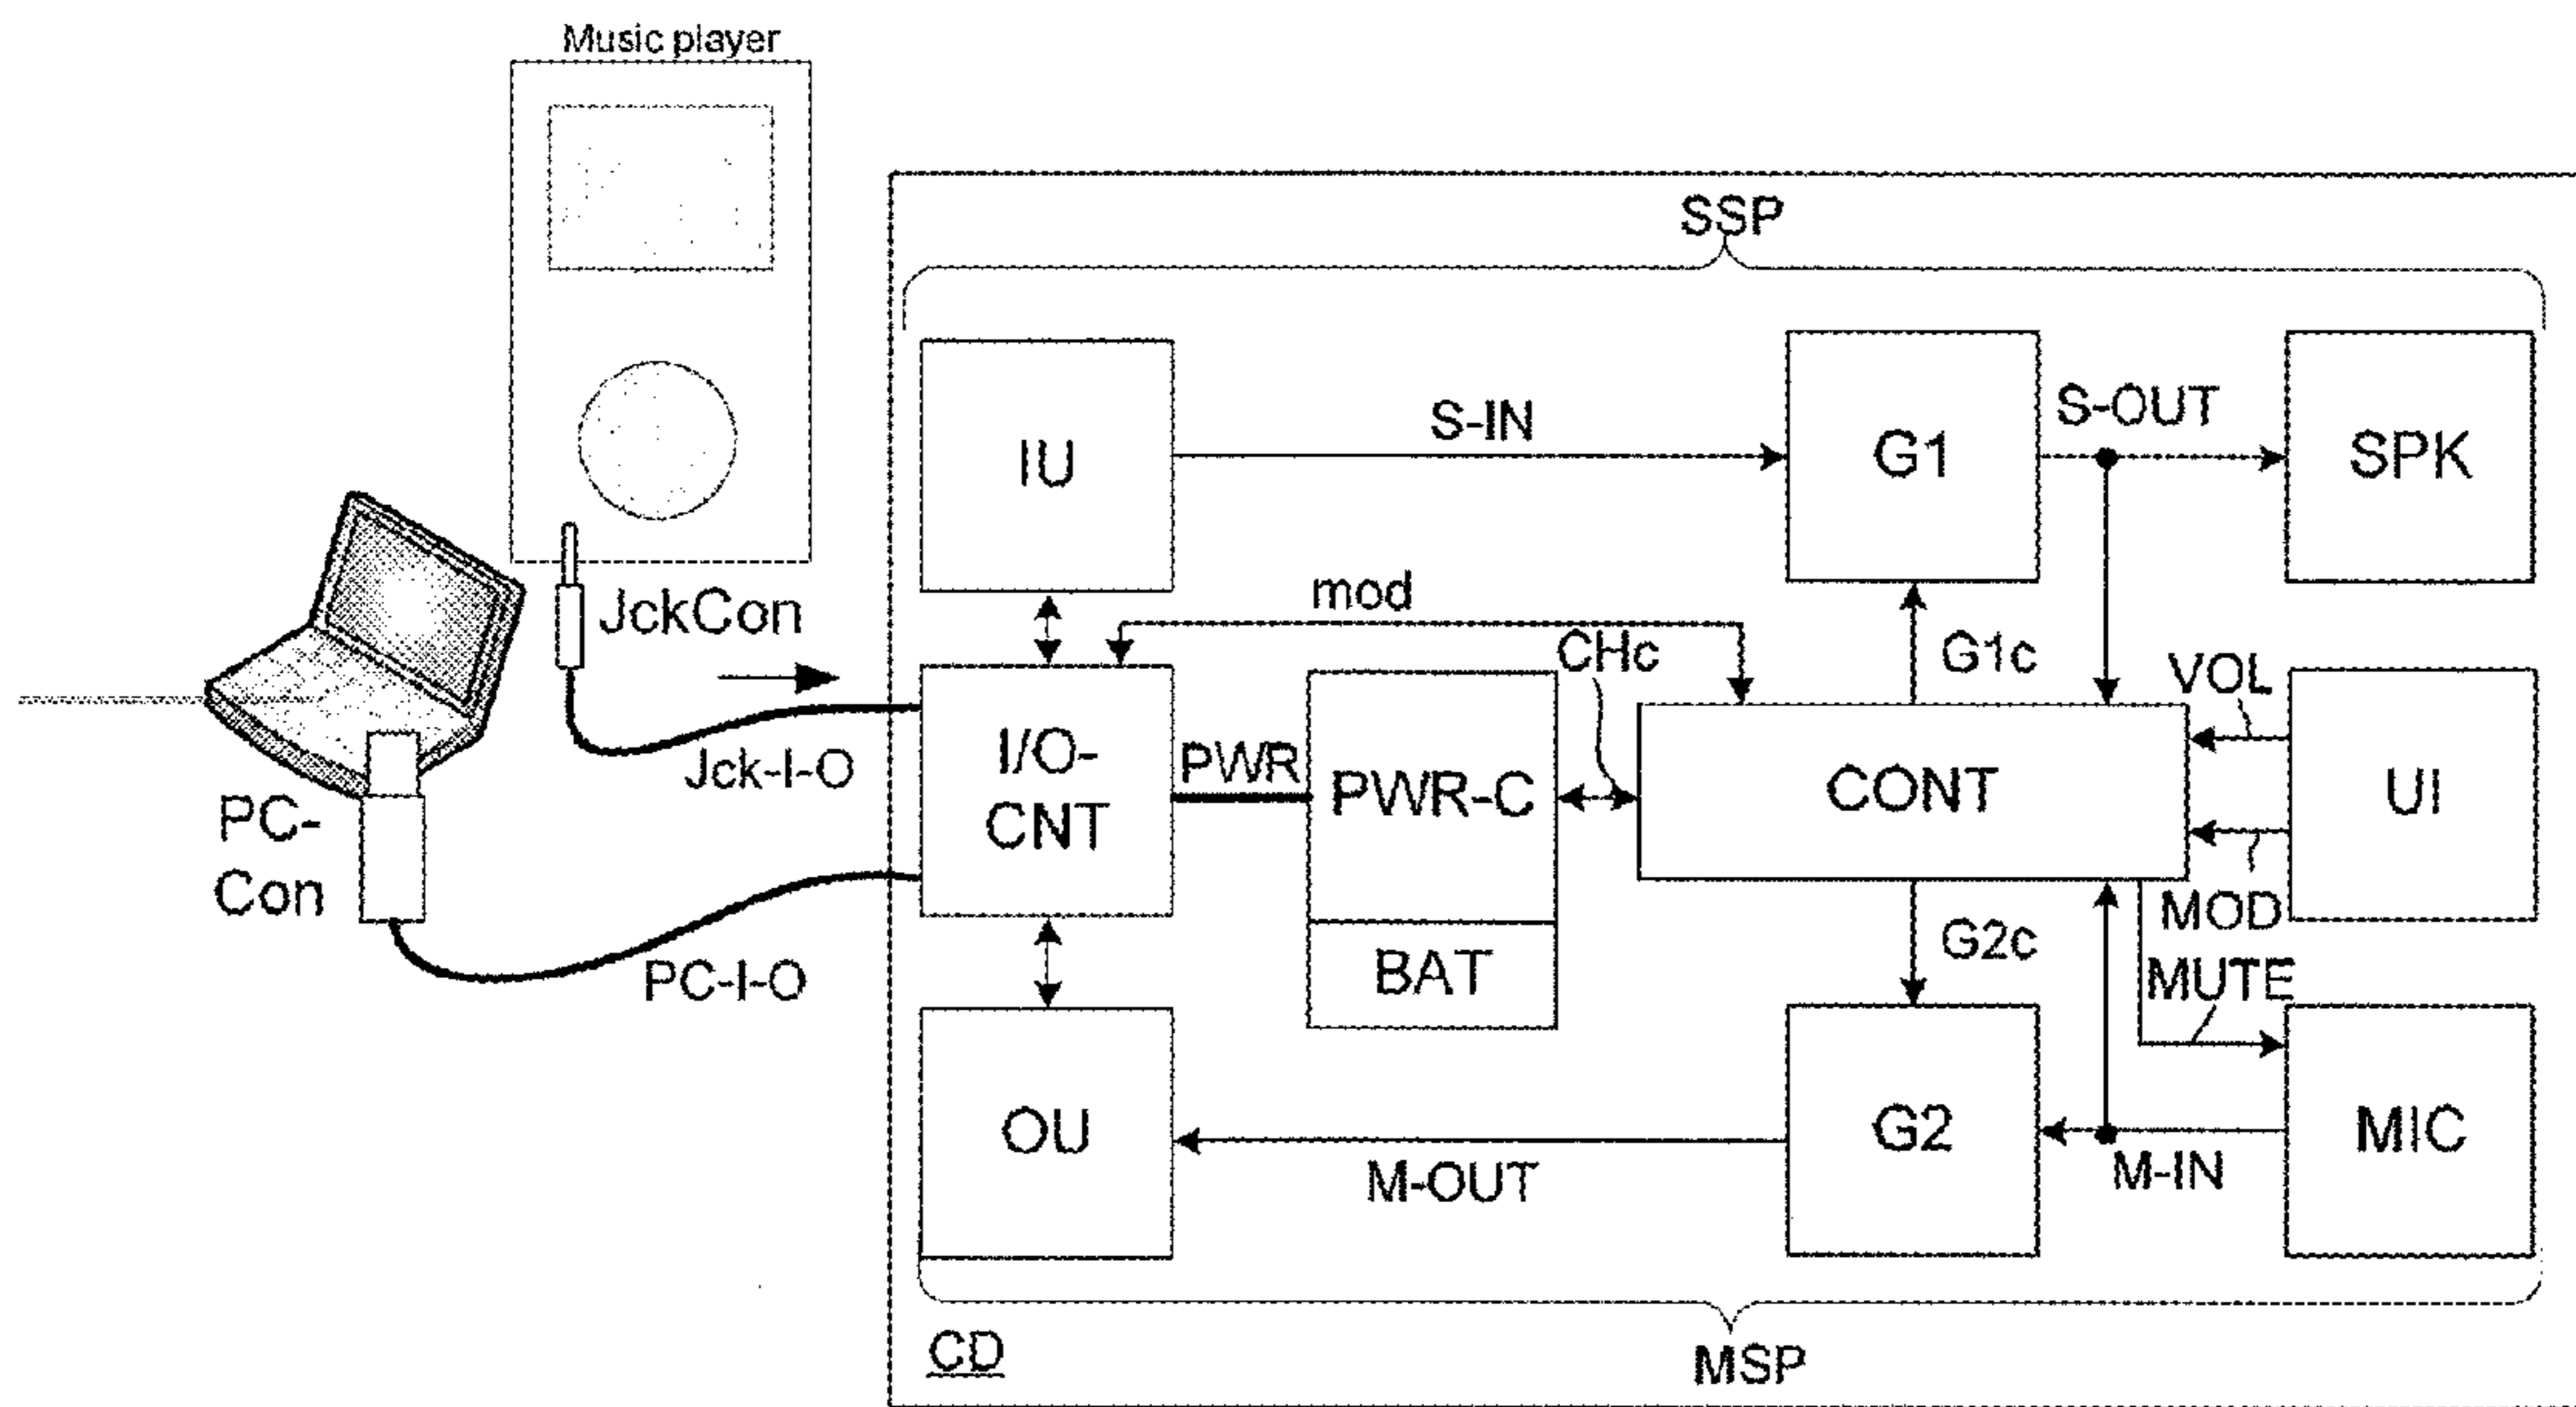 Music player
SSP
IU
S-IN
G1
S-OUT
SPK
JckCon
mod
CHc
G1c
VOL
Jck-I-O
I/O-
CNT
PWR
PWR-C
CONT
UI
PC-
Con
MOD
PC-I-O
BAT
G2c
MUTE
OU
M-OUT
G2
M-IN
MIC
CD
MSP